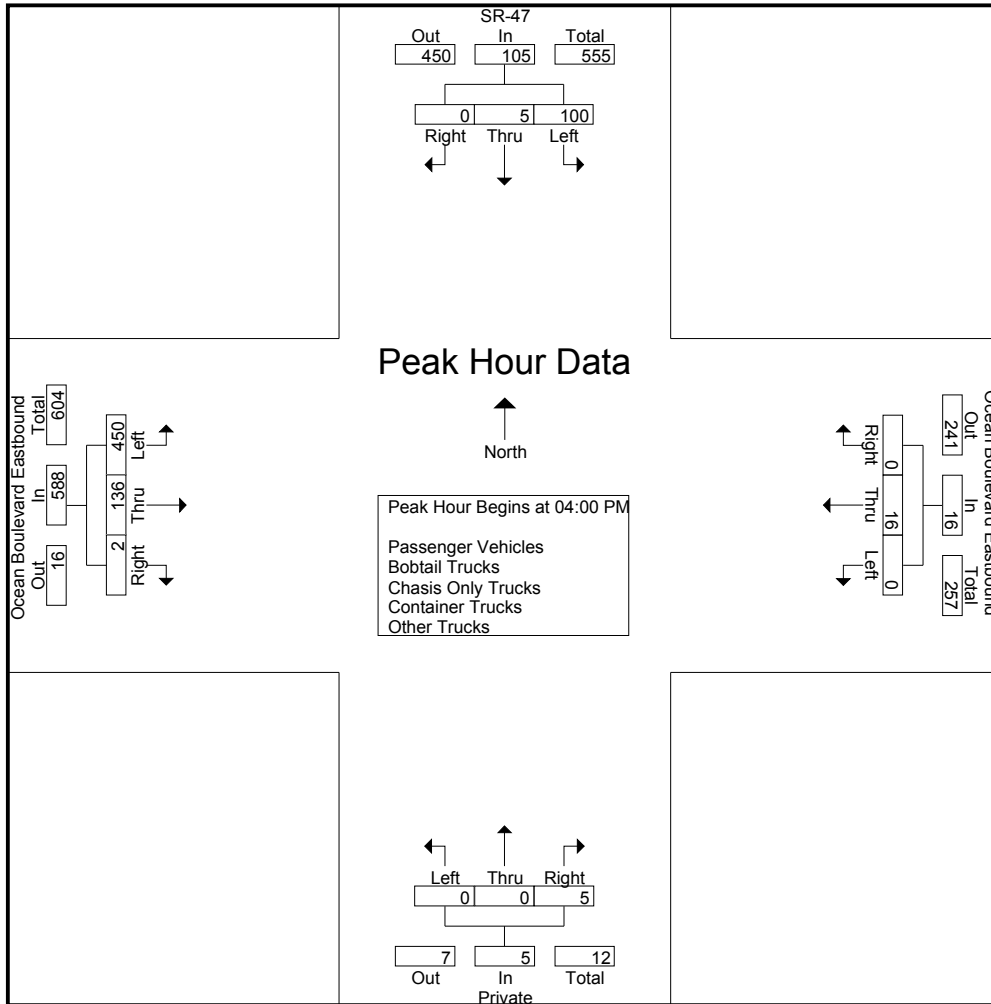 SR-47
Out In Total
450 105 555
0 5 100
Right Thru Left
Peak Hour Data
North
Peak Hour Begins at 04:00 PM
Passenger Vehicles
Bobtail Trucks
Chasis Only Trucks
Container Trucks
Other Trucks
Ocean Boulevard Eastbound
Out In Total
16 588 604
Left Thru Right
450 136 2
Ocean Boulevard Eastbound
Out In Total
241 16 257
Right Thru Left
0 16 0
Left Thru Right
0 0 5
7 5 12
Out In Total
Private